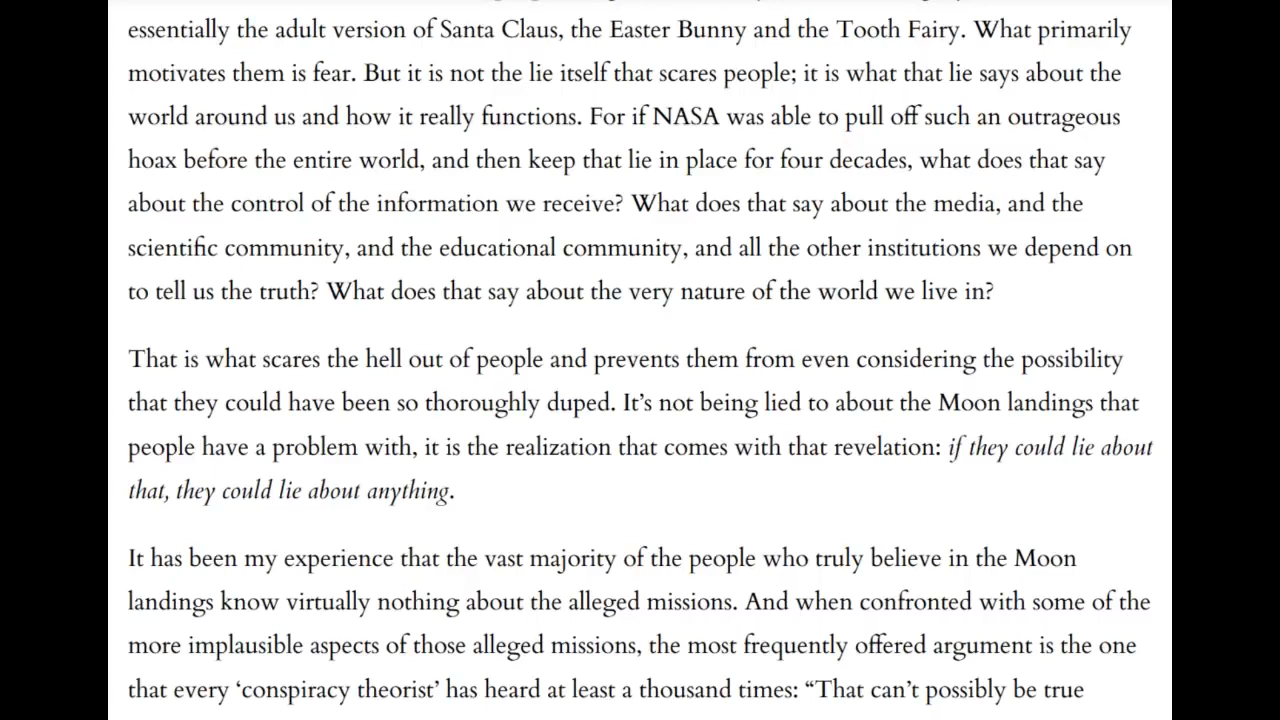 essentially the adult version of Santa Claus, the Easter Bunny and the Tooth Fairy. What primarily
motivates them is fear. But it is not the lie itself that scares people; it is what that lie says about the
world around us and how it really functions. For if NASA was able to pull off such an outrageous
hoax before the entire world, and then keep that lie in place for four decades, what does that say
about the control of the information we receive? What does that say about the media, and the
scientific community, and the educational community, and all the other institutions we depend on
to tell us the truth? What does that say about the very nature of the world we live in?
That is what scares the hell out of people and prevents them from even considering the possibility
that they could have been so thoroughly duped. It’s not being lied to about the Moon landings that
people have a problem with, it is the realization that comes with that revelation: if they could lie about
that, they could lie about anything.
It has been my experience that the vast majority of the people who truly believe in the Moon
landings know virtually nothing about the alleged missions. And when confronted with some of the
more implausible aspects of those alleged missions, the most frequently offered argument is the one
that every ‘conspiracy theorist’ has heard at least a thousand times: “That can’t possibly be true